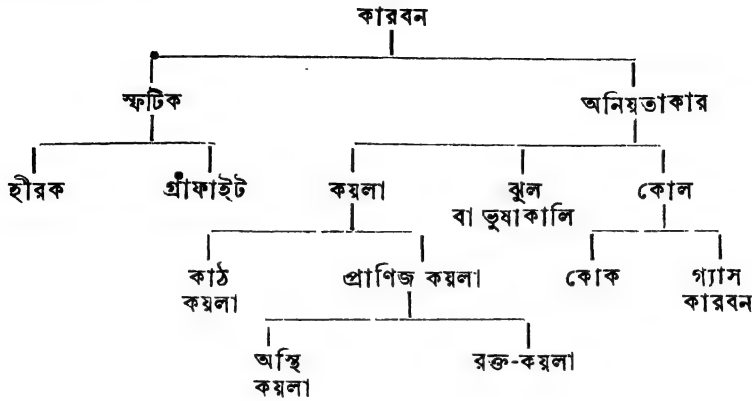 কারবন
স্ফটিক অনিয়তাকার
হীরক গ্রাফাইট কয়লা ঝুল কোল
বা ভুষাকালি
কাঠ প্রাণিজ কয়লা কোক গ্যাস
কয়লা কারবন
অস্থি রক্ত-কয়লা
কয়লা